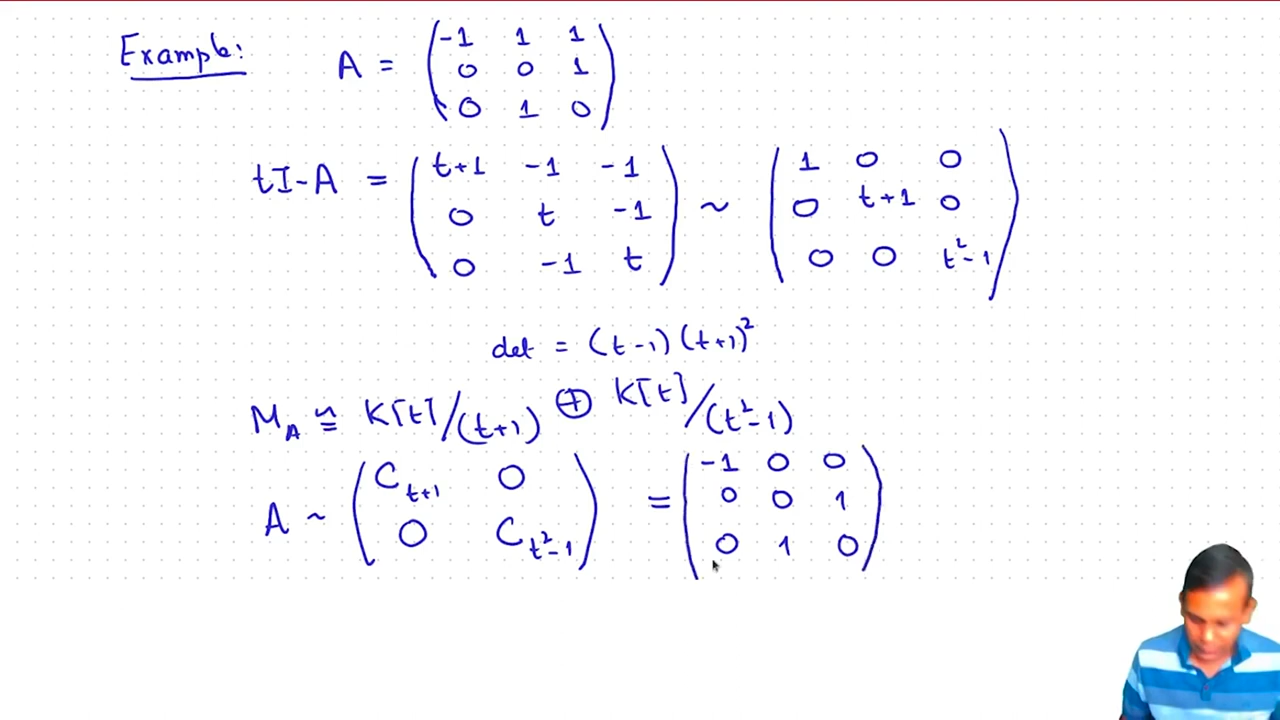 Example: A = (-1 1 1
0 0 1
0 1 0)
tI-A = (t+1 -1 -1
0 t -1
0 -1 t) ~ (1 0 0
0 t+1 0
0 0 t²-1)
det = (t-1)(t+1)²
M_A ≅ K[t]/(t+1) ⊕ K[t]/(t²-1)
A ~ (C_{t+1} 0
0 C_{t²-1}) = (-1 0 0
0 0 1
0 1 0)